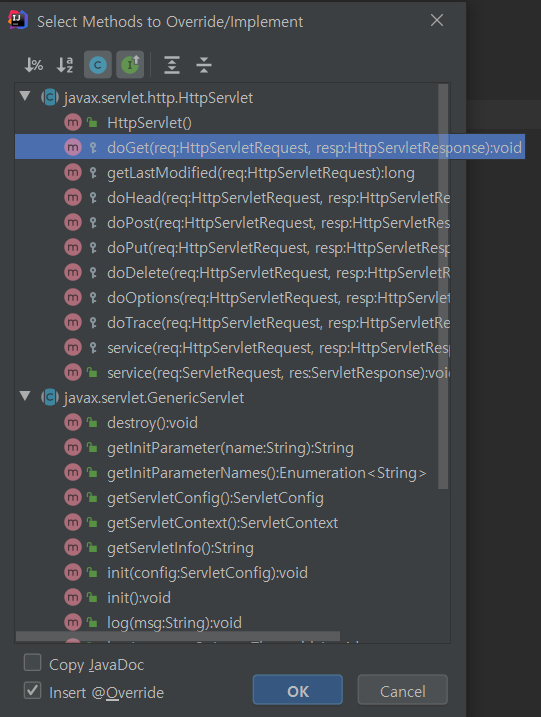 Select Methods to Override/Implement
javax.servlet.http.HttpServlet
HttpServlet()
doGet(req:HttpServletRequest, resp:HttpServletResponse):void
getLastModified(req:HttpServletRequest):long
doHead(req:HttpServletRequest, resp:HttpServletRe
doPost(req:HttpServletRequest, resp:HttpServletRes
doPut(req:HttpServletRequest, resp:HttpServletResp
doDelete(req:HttpServletRequest, resp:HttpServletR
doOptions(req:HttpServletRequest, resp:HttpServlet
doTrace(req:HttpServletRequest, resp:HttpServletRe
service(req:HttpServletRequest, resp:HttpServletResp
service(req:ServletRequest, res:ServletResponse):voi
javax.servlet.GenericServlet
destroy():void
getInitParameter(name:String):String
getInitParameterNames():Enumeration<String>
getServletConfig():ServletConfig
getServletContext():ServletContext
getServletInfo():String
init(config:ServletConfig):void
init():void
log(msg:String):void
Copy JavaDoc
Insert @Override
OK
Cancel